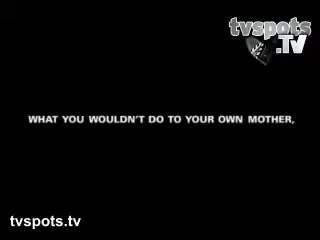 tvspots
.TV
WHAT YOU WOULDN'T DO TO YOUR OWN MOTHER,
tvspots.tv